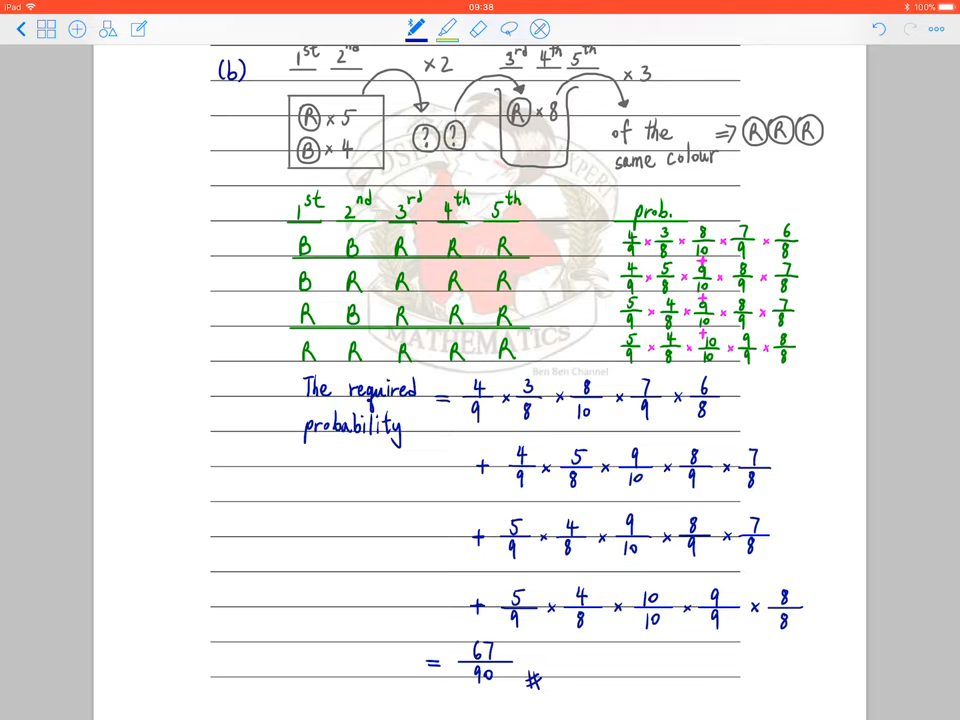 iPad 09:38 100%
1st 2nd ×2 3rd 4th 5th ×3
(b)
R × 5 R × 8
B × 4 ? ? of the same colour ⇒ R R R
1st 2nd 3rd 4th 5th prob.
B B R R R 4/9 × 3/8 × 8/10 × 7/9 × 6/8
+
B R R R R 4/9 × 5/8 × 9/10 × 8/9 × 7/8
+
R B R R R 5/9 × 4/8 × 9/10 × 8/9 × 7/8
+
R R R R R 5/9 × 4/8 × 10/10 × 9/9 × 8/8
MATHEMATICS
Ben Ben Channel
The required probability = 4/9 × 3/8 × 8/10 × 7/9 × 6/8
+ 4/9 × 5/8 × 9/10 × 8/9 × 7/8
+ 5/9 × 4/8 × 9/10 × 8/9 × 7/8
+ 5/9 × 4/8 × 10/10 × 9/9 × 8/8
= 67/90 #